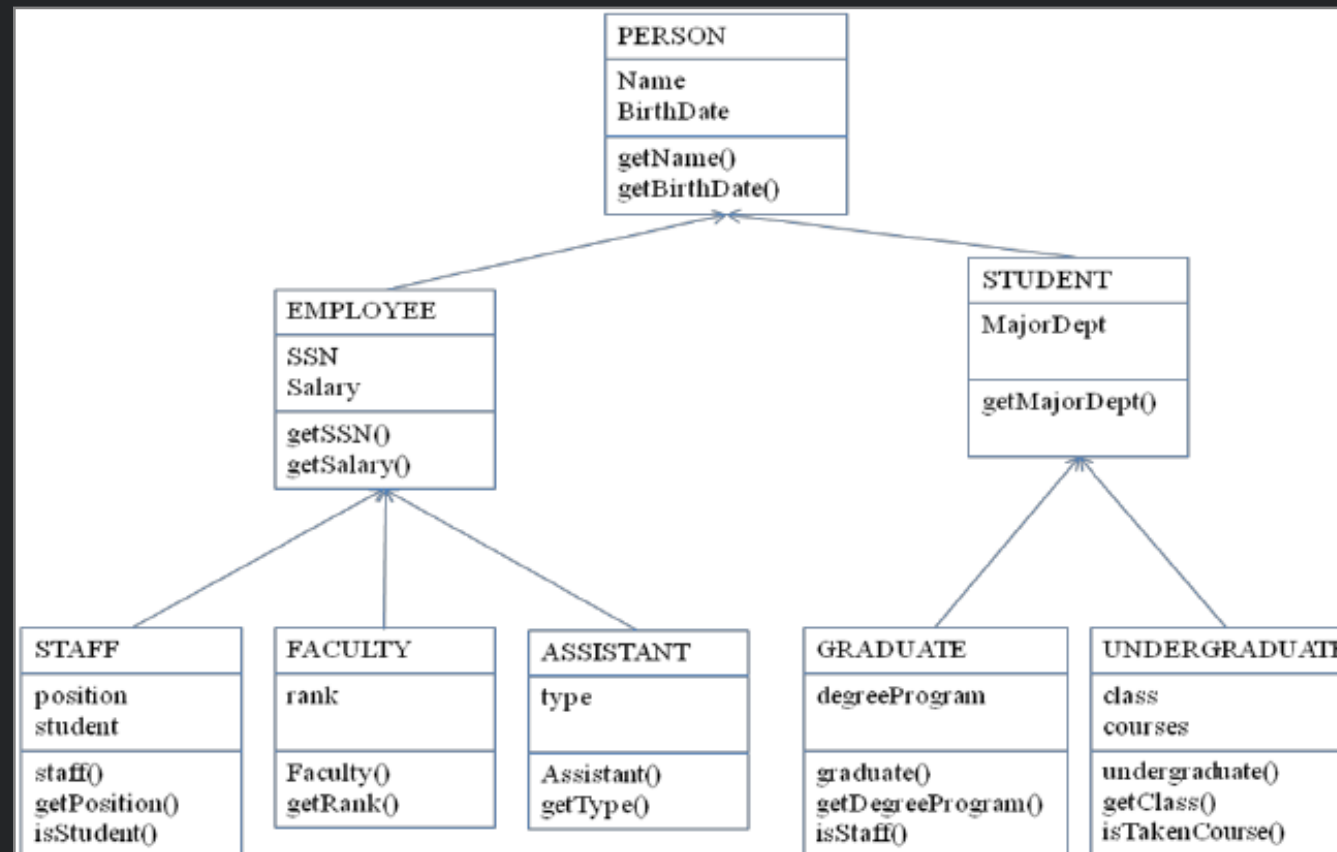 PERSON
Name
BirthDate
getName()
getBirthDate()
EMPLOYEE
SSN
Salary
getSSN()
getSalary()
STUDENT
MajorDept
getMajorDept()
STAFF
position
student
staff()
getPosition()
isStudent()
FACULTY
rank
Faculty()
getRank()
ASSISTANT
type
Assistant()
getType()
GRADUATE
degreeProgram
graduate()
getDegreeProgram()
isStaff()
UNDERGRADUATE
class
courses
undergraduate()
getClass()
isTakenCourse()